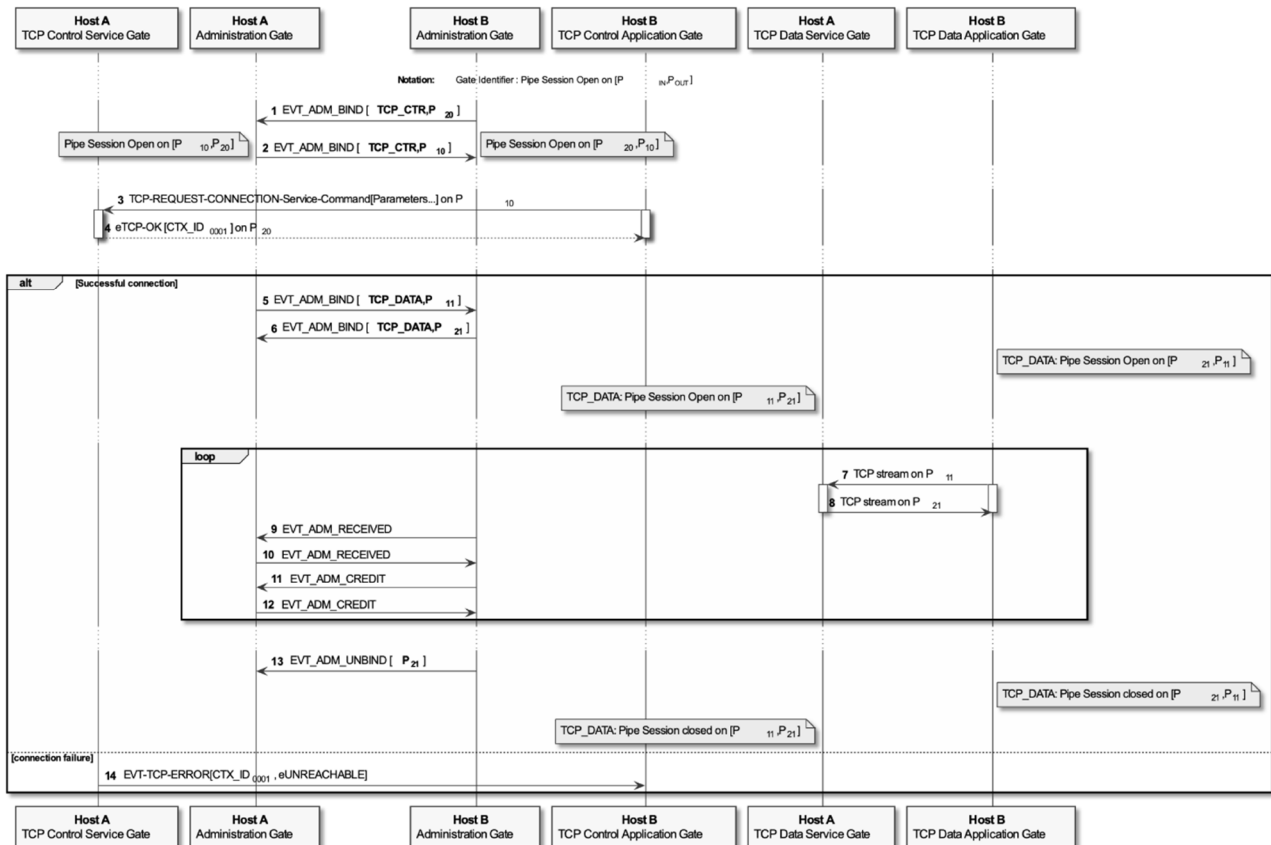 Host A
TCP Control Service Gate
Host A
Administration Gate
Host B
Administration Gate
Host B
TCP Control Application Gate
Host A
TCP Data Service Gate
Host B
TCP Data Application Gate
Notation: Gate Identifier : Pipe Session Open on [P IN,P OUT]
1 EVT_ADM_BIND [ TCP_CTR,P 20 ]
Pipe Session Open on [P 10,P 20]
2 EVT_ADM_BIND [ TCP_CTR,P 10 ]
Pipe Session Open on [P 20,P 10]
3 TCP-REQUEST-CONNECTION-Service-Command[Parameters...] on P 10
4 eTCP-OK [CTX_ID 0001 ] on P 20
alt [Successful connection]
5 EVT_ADM_BIND [ TCP_DATA,P 11 ]
6 EVT_ADM_BIND [ TCP_DATA,P 21 ]
TCP_DATA: Pipe Session Open on [P 21 ,P 11 ]
TCP_DATA: Pipe Session Open on [P 11 ,P 21 ]
loop
7 TCP stream on P 11
8 TCP stream on P 21
9 EVT_ADM_RECEIVED
10 EVT_ADM_RECEIVED
11 EVT_ADM_CREDIT
12 EVT_ADM_CREDIT
13 EVT_ADM_UNBIND [ P 21 ]
TCP_DATA: Pipe Session closed on [P 21 ,P 11 ]
TCP_DATA: Pipe Session closed on [P 11 ,P 21 ]
[connection failure]
14 EVT-TCP-ERROR[CTX_ID 0001 , eUNREACHABLE]
Host A
TCP Control Service Gate
Host A
Administration Gate
Host B
Administration Gate
Host B
TCP Control Application Gate
Host A
TCP Data Service Gate
Host B
TCP Data Application Gate